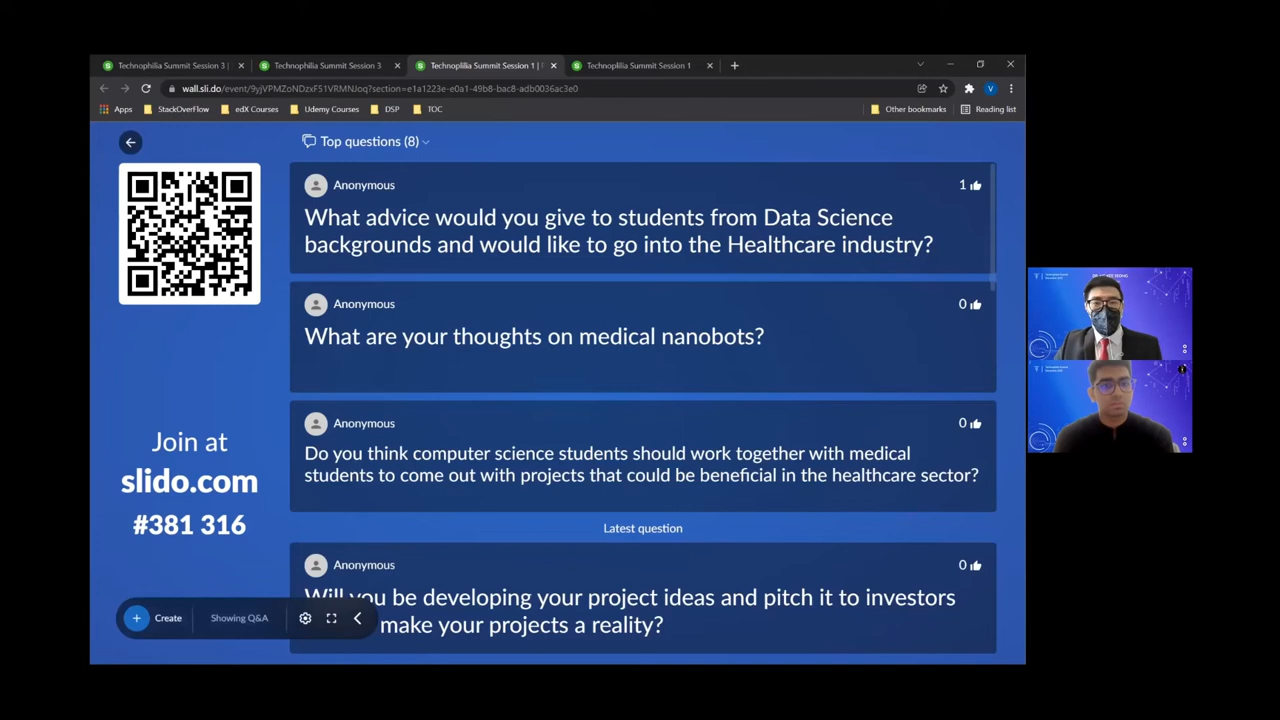 Technophilia Summit Session 3 |
Technophilia Summit Session 3
Technoplilia Summit Session 1 | P
Technoplilia Summit Session 1
wall.sli.do/event/9yjVPMZoNDzxF51VRMNJoq?section=e1a1223e-e0a1-49b8-bac8-adb0036ac3e0
V
Apps
StackOverFlow
edX Courses
Udemy Courses
DSP
TOC
Other bookmarks
Reading list
Top questions (8)
Anonymous
1
What advice would you give to students from Data Science
backgrounds and would like to go into the Healthcare industry?
Anonymous
0
What are your thoughts on medical nanobots?
Anonymous
0
Do you think computer science students should work together with medical
students to come out with projects that could be beneficial in the healthcare sector?
Latest question
Anonymous
0
Will you be developing your project ideas and pitch it to investors
make your projects a reality?
Join at
slido.com
#381 316
Create
Showing Q&A